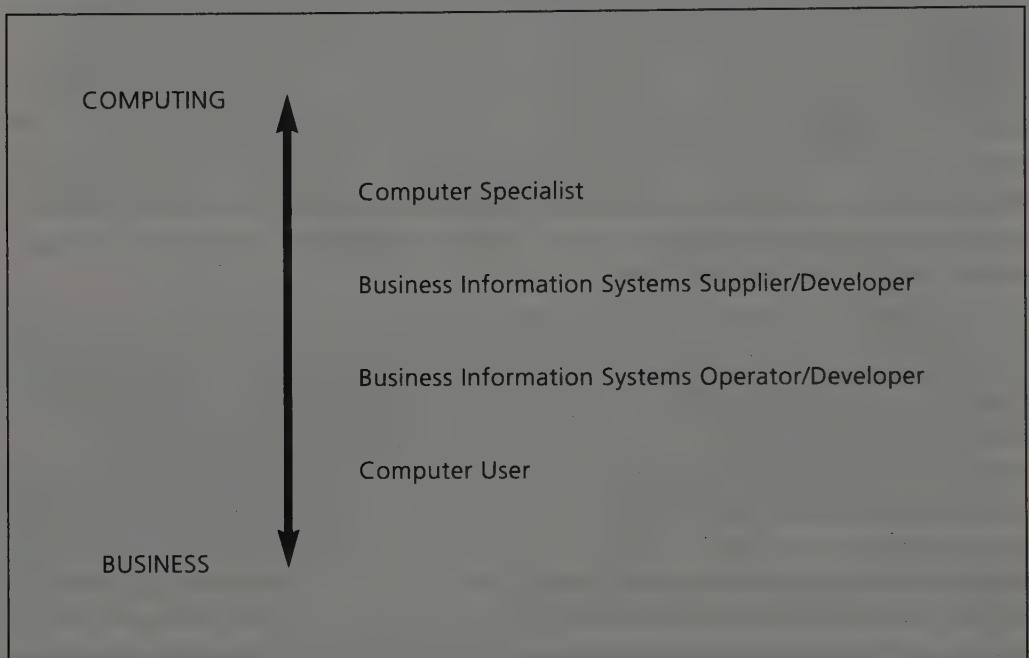 COMPUTING
Computer Specialist
Business Information Systems Supplier/Developer
Business Information Systems Operator/Developer
Computer User
BUSINESS